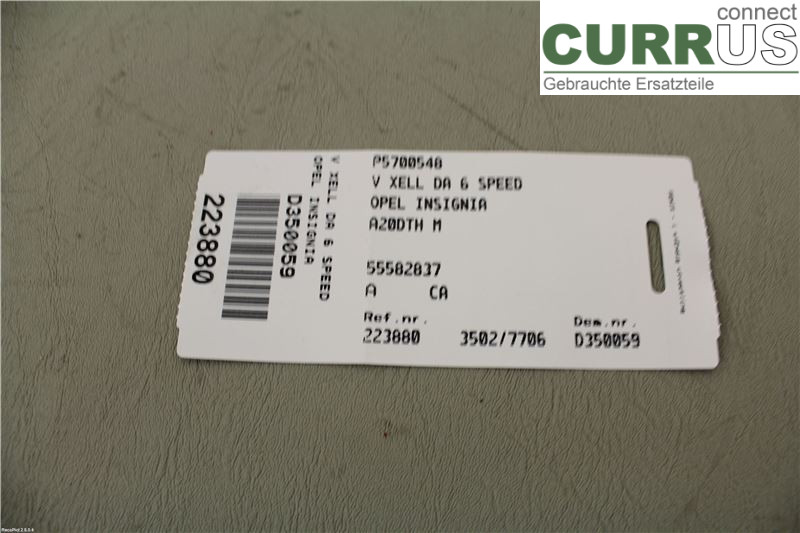 connect
CURRUS
Gebrauchte Ersatzteile
P5700548
V XELL DA 6 SPEED
OPEL INSIGNIA
A20DTH M
55582837
A CA
Ref.nr. Dem.nr.
223880 3502/7706 D350059
V XELL DA 6 SPEED
OPEL INSIGNIA
D350059
223880